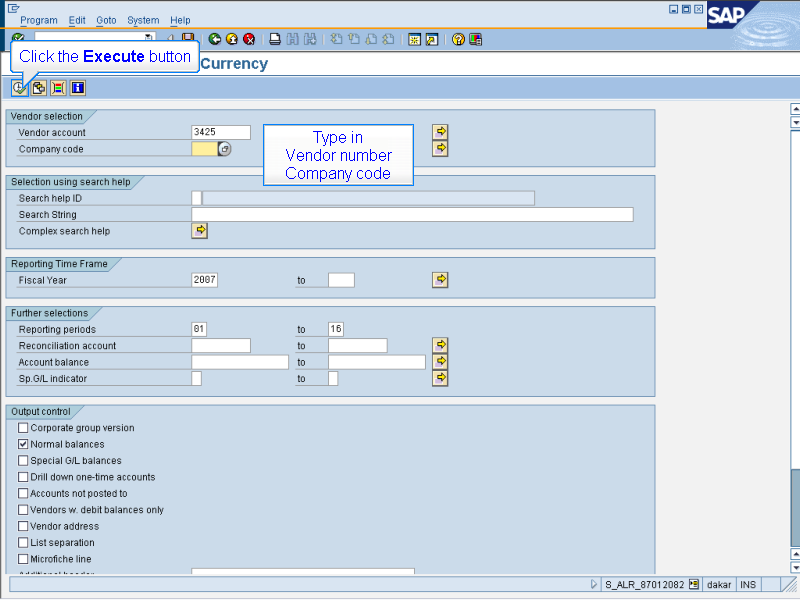 Program Edit Goto System Help
SAP
Click the Execute button
Currency
Vendor selection
Vendor account 3425
Company code
Type in
Vendor number
Company code
Selection using search help
Search help ID
Search String
Complex search help
Reporting Time Frame
Fiscal Year 2007 to
Further selections
Reporting periods 01 to 16
Reconciliation account to
Account balance to
Sp.G/L indicator to
Output control
Corporate group version
Normal balances
Special G/L balances
Drill down one-time accounts
Accounts not posted to
Vendors w. debit balances only
Vendor address
List separation
Microfiche line
Additional header
S_ALR_87012082 dakar INS